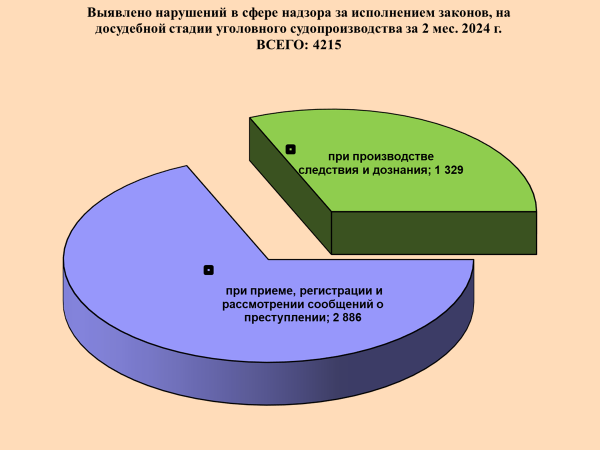 Выявлено нарушений в сфере надзора за исполнением законов, на
досудебной стадии уголовного судопроизводства за 2 мес. 2024 г.
ВСЕГО: 4215
при производстве
следствия и дознания; 1 329
при приеме, регистрации и
рассмотрении сообщений о
преступлении; 2 886